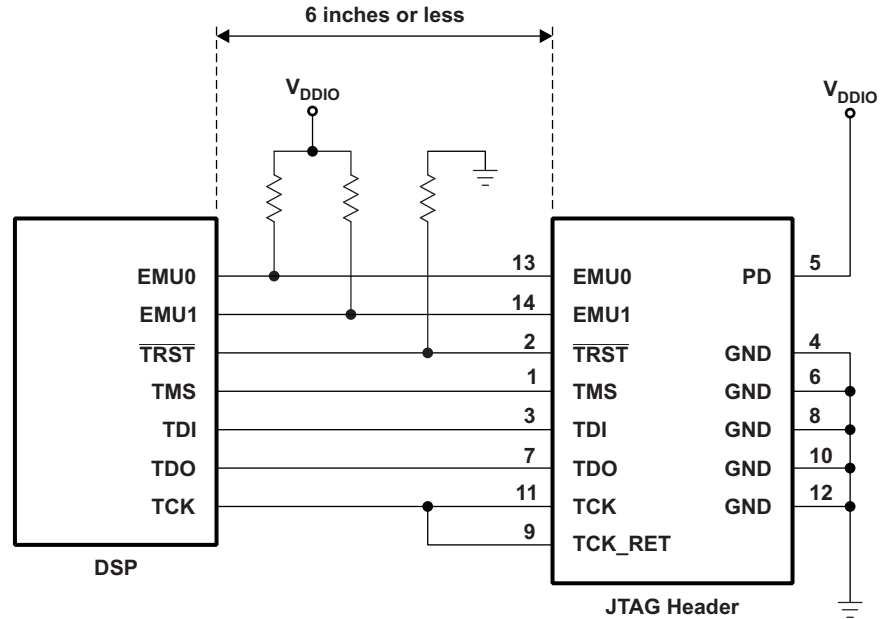 6 inches or less
VDDIO
VDDIO
13
EMU0
EMU0
PD
5
14
EMU1
EMU1
2
4
TRST
TRST
GND
1
6
TMS
TMS
GND
3
8
TDI
TDI
GND
7
10
TDO
TDO
GND
11
12
TCK
TCK
GND
9
TCK_RET
DSP
JTAG Header